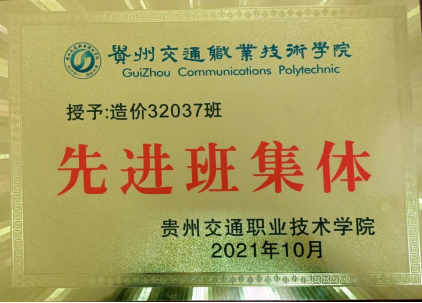 貴州交通職業技術學院
GuiZhou Communications Polytechnic
授予:造价32037班
先进班集体
贵州交通职业技术学院
2021年10月